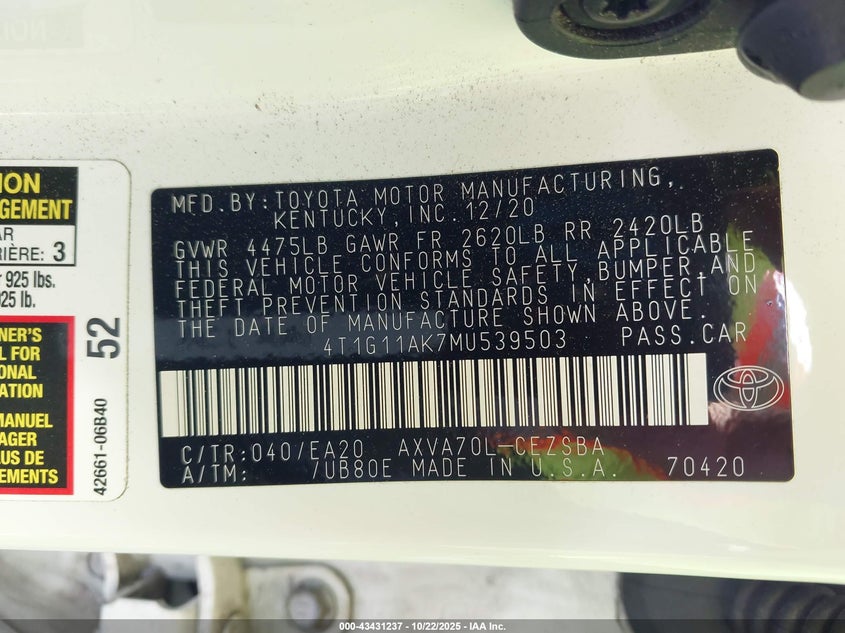 ION
GEMENT
AR
RIÈRE: 3
r 925 lbs.
925 lb.
NER'S
L FOR
ONAL
ATION
MANUEL
AGER
LUS DE
EMENTS
52
42661-06B40
MFD.BY: TOYOTA MOTOR MANUFACTURING,
KENTUCKY, INC. 12/20
GVWR 4475LB GAWR FR 2620LB RR 2420LB
THIS VEHICLE CONFORMS TO ALL APPLICABLE
FEDERAL MOTOR VEHICLE SAFETY, BUMPER, AND
THEFT PREVENTION STANDARDS IN EFFECT ON
THE DATE OF MANUFACTURE SHOWN ABOVE.
4T1G11AK7MU539503 PASS.CAR
C/TR: 040/EA20 AXVA70L-CEZSBA
A/TM: /UB80E MADE IN U.S.A. 70420
000-43431237 - 10/22/2025 - IAA Inc.